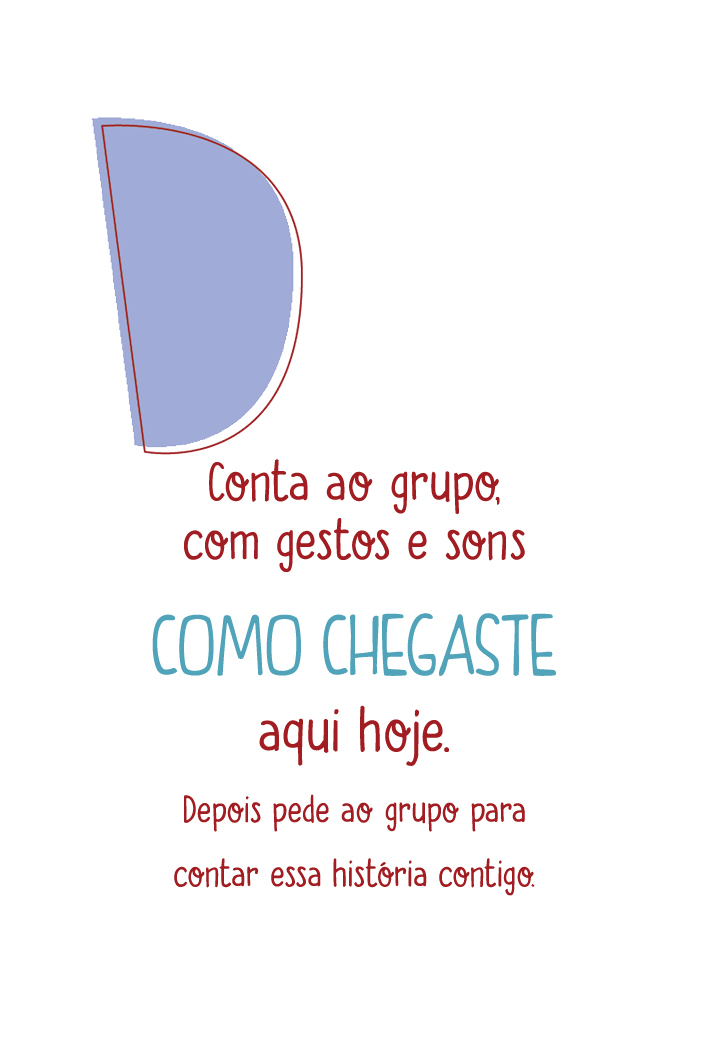 Conta ao grupo,
com gestos e sons
COMO CHEGASTE
aqui hoje.
Depois pede ao grupo para
contar essa história contigo.